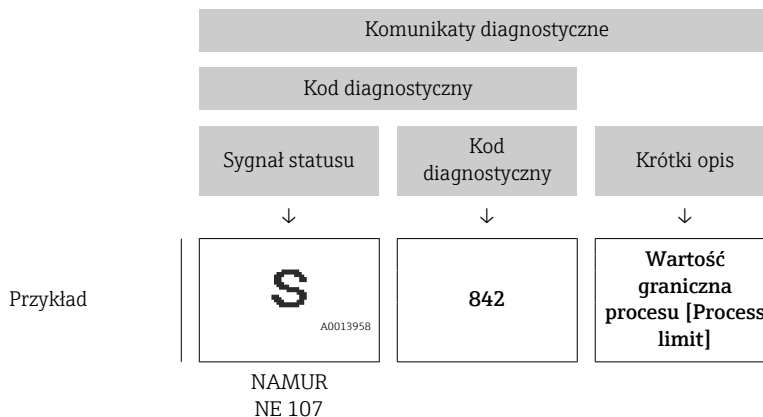 Komunikaty diagnostyczne
Kod diagnostyczny
Sygnał statusu
Kod
diagnostyczny
Krótki opis
↓ ↓ ↓
Przykład
S
A0013958
842
Wartość
graniczna
procesu [Process
limit]
NAMUR
NE 107